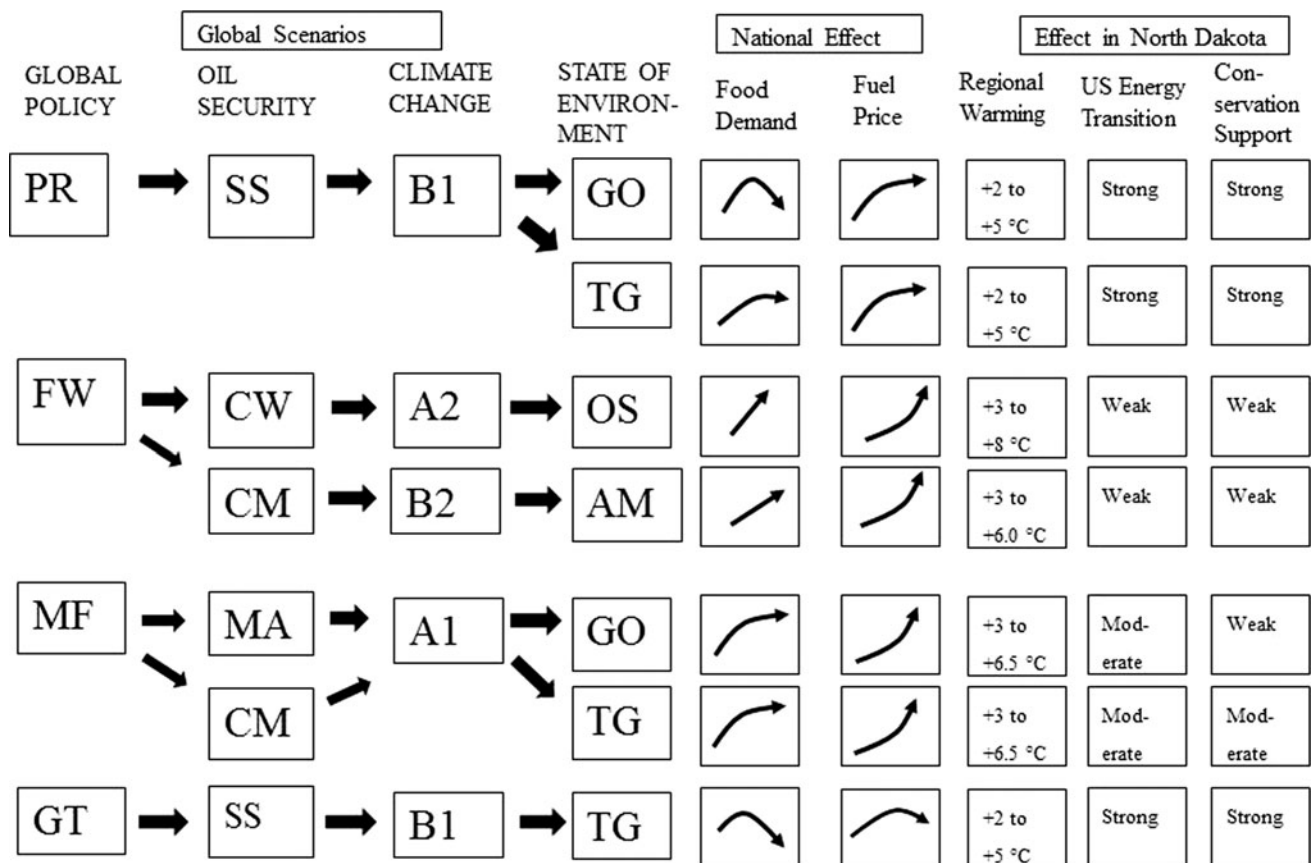 Global Scenarios
National Effect
Effect in North Dakota
GLOBAL
POLICY
OIL
SECURITY
CLIMATE
CHANGE
STATE OF
ENVIRON-
MENT
Food
Demand
Fuel
Price
Regional
Warming
US Energy
Transition
Con-
servation
Support
PR
SS
B1
GO
+2 to
+5 °C
Strong
Strong
TG
+2 to
+5 °C
Strong
Strong
FW
CW
A2
OS
+3 to
+8 °C
Weak
Weak
CM
B2
AM
+3 to
+6.0 °C
Weak
Weak
MF
MA
A1
GO
+3 to
+6.5 °C
Mod-
erate
Weak
CM
TG
+3 to
+6.5 °C
Mod-
erate
Mod-
erate
GT
SS
B1
TG
+2 to
+5 °C
Strong
Strong